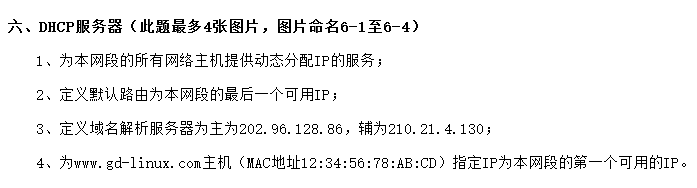 六、DHCP服务器（此题最多4张图片，图片命名6-1至6-4）
1、为本网段的所有网络主机提供动态分配IP的服务；
2、定义默认路由为本网段的最后一个可用IP；
3、定义域名解析服务器为主为202.96.128.86，辅为210.21.4.130；
4、为www.gd-linux.com主机（MAC地址12:34:56:78:AB:CD）指定IP为本网段的第一个可用的IP。